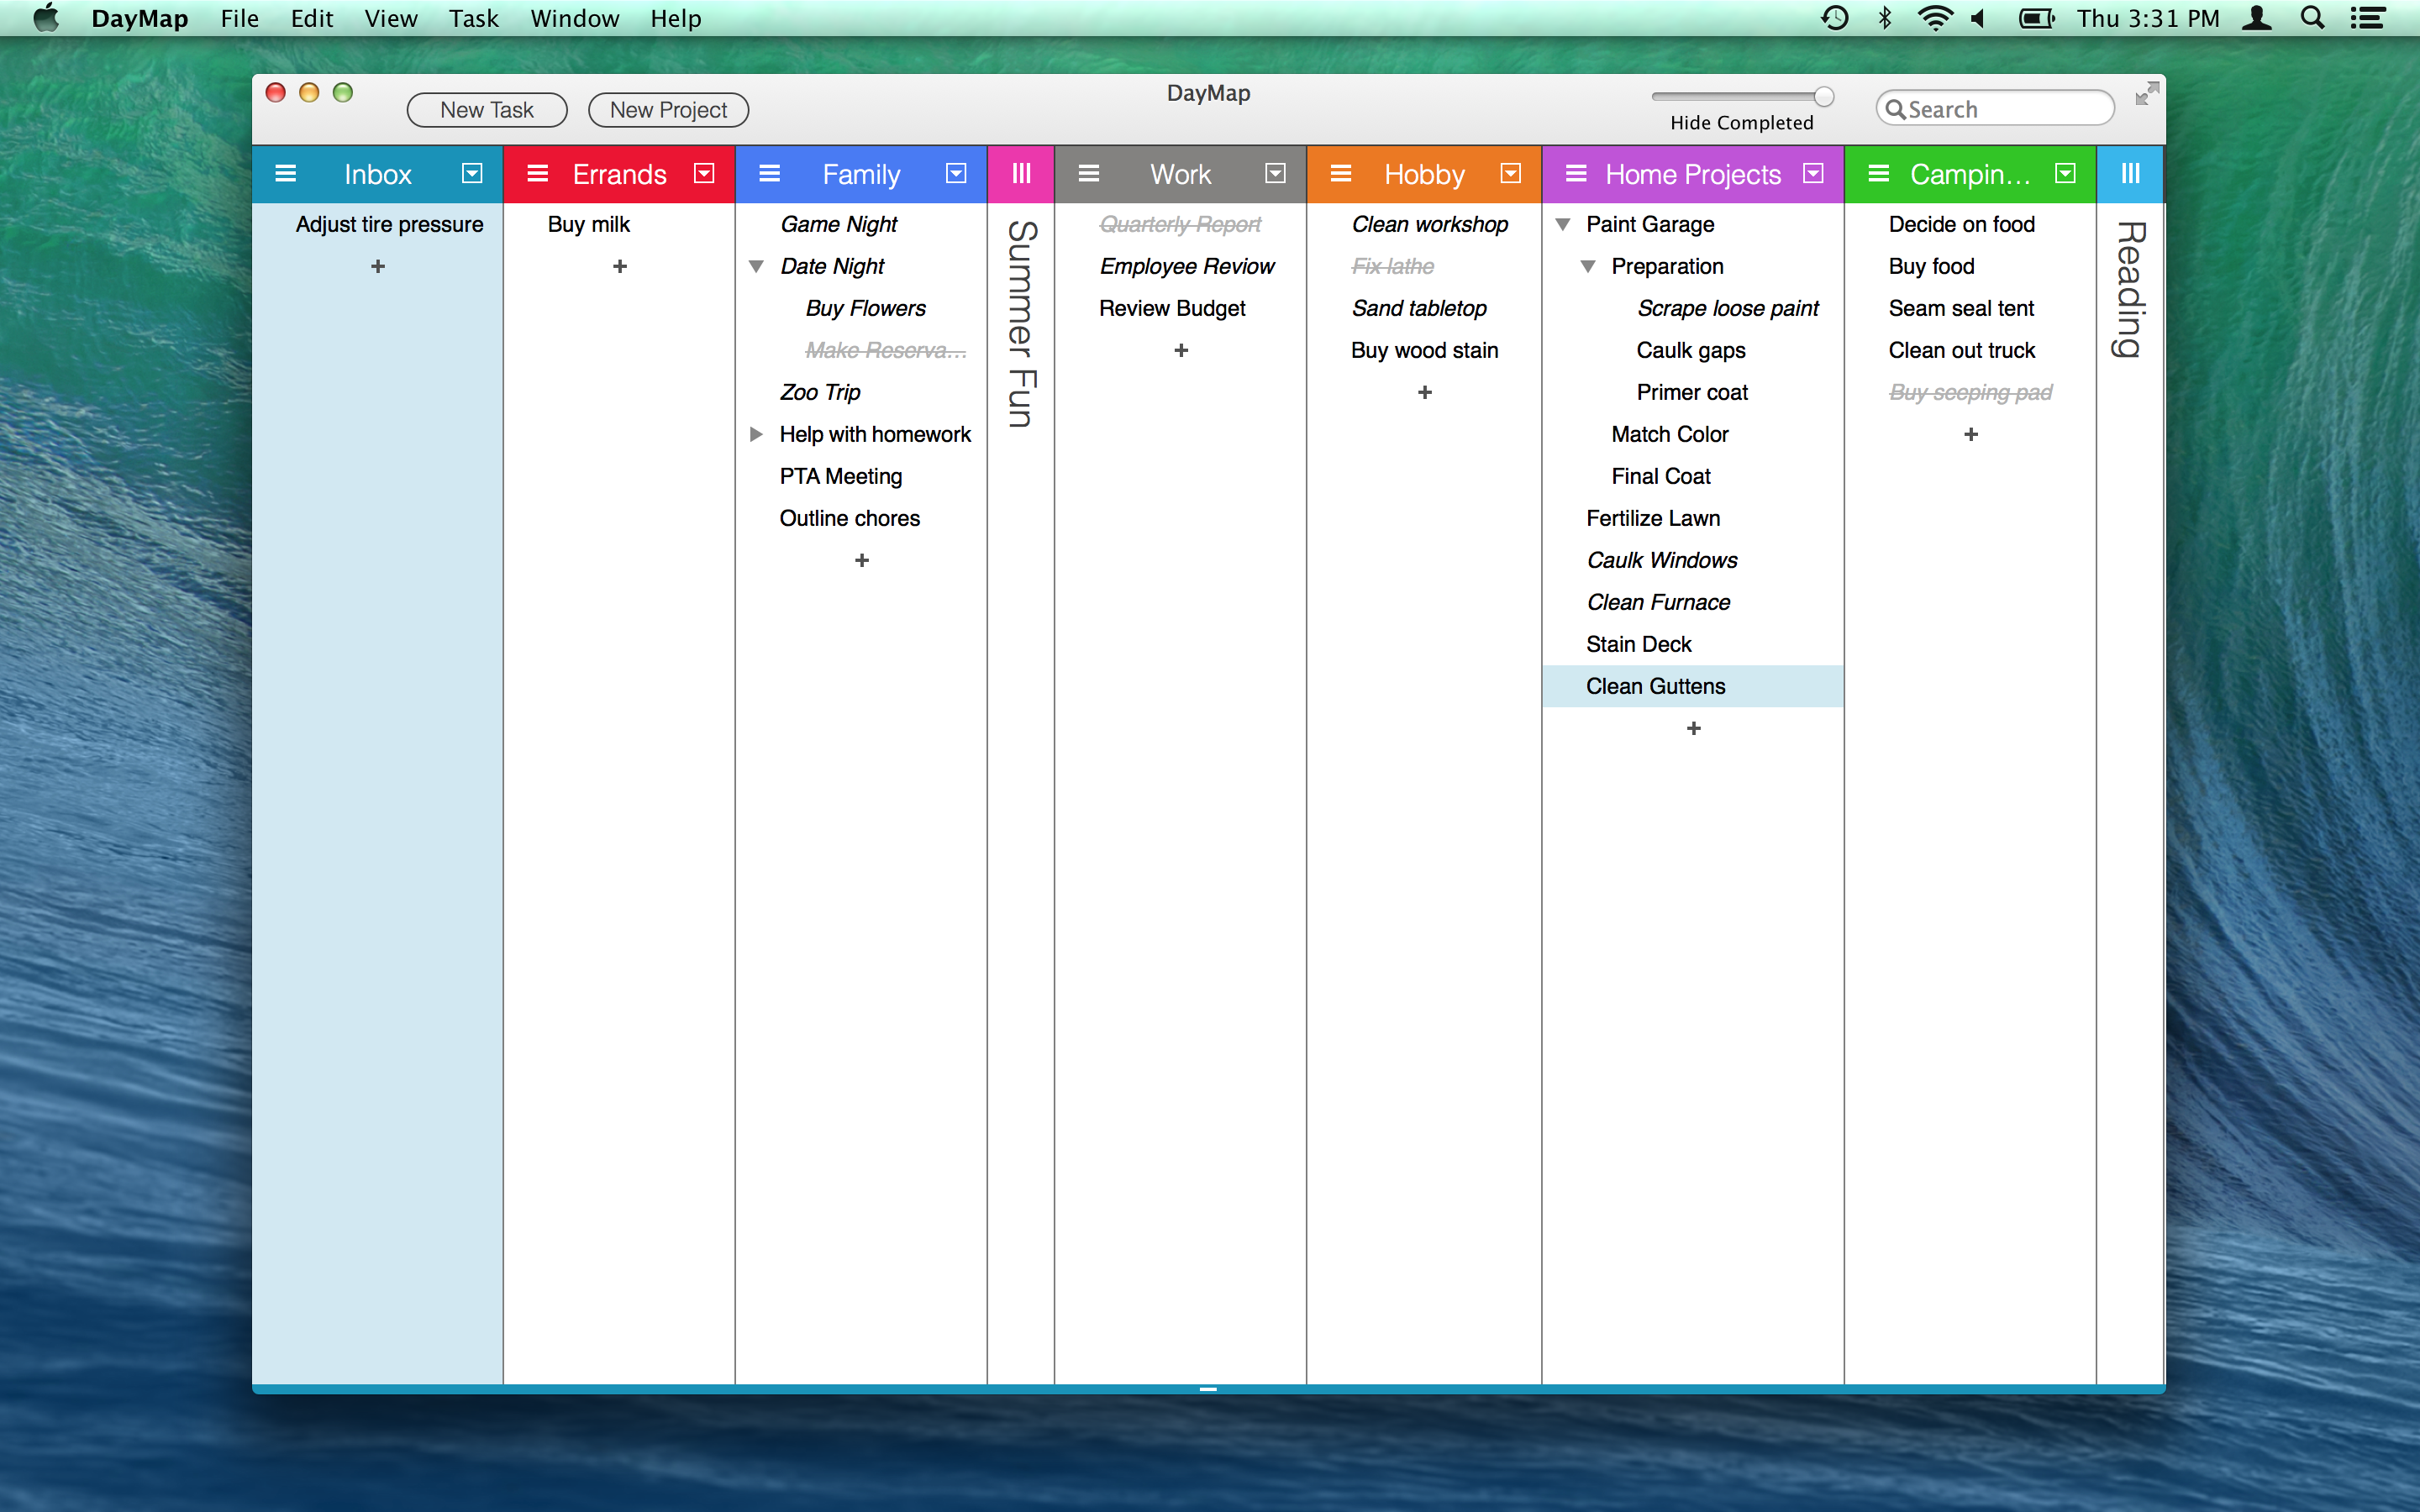 DayMap File Edit View Task Window Help Thu 3:31 PM
DayMap
New Task New Project Hide Completed Search
Inbox Errands Family Work Hobby Home Projects Campin...
Adjust tire pressure
+
Buy milk
+
Game Night
Date Night
Buy Flowers
Make Reserva...
Zoo Trip
Help with homework
PTA Meeting
Outline chores
+
Summer Fun
Quarterly Report
Employee Review
Review Budget
+
Clean workshop
Fix lathe
Sand tabletop
Buy wood stain
+
Paint Garage
Preparation
Scrape loose paint
Caulk gaps
Primer coat
Match Color
Final Coat
Fertilize Lawn
Caulk Windows
Clean Furnace
Stain Deck
Clean Guttens
+
Decide on food
Buy food
Seam seal tent
Clean out truck
Buy seeping pad
+
Reading